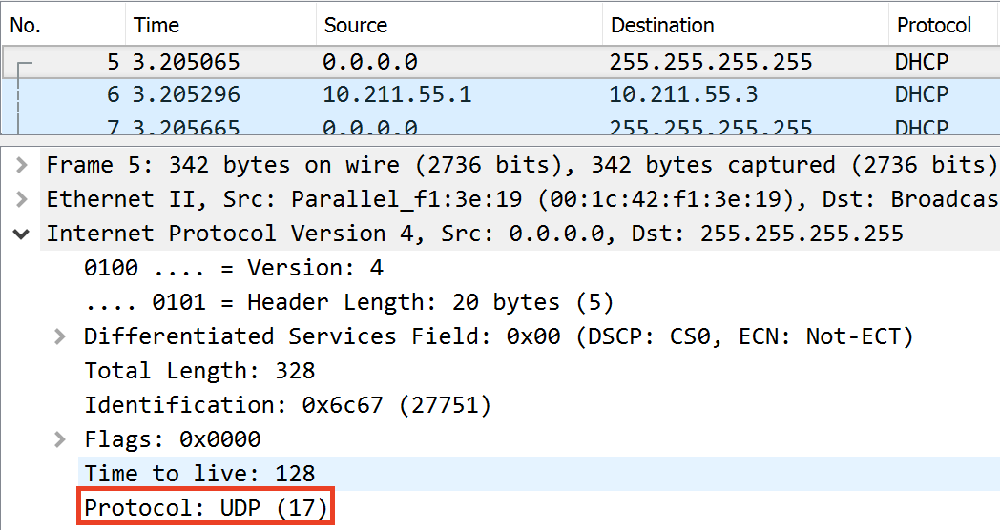 No. Time Source Destination Protocol
5 3.205065 0.0.0.0 255.255.255.255 DHCP
6 3.205296 10.211.55.1 10.211.55.3 DHCP
7 3.205665 0.0.0.0 255.255.255.255 DHCP
Frame 5: 342 bytes on wire (2736 bits), 342 bytes captured (2736 bits)
Ethernet II, Src: Parallel_f1:3e:19 (00:1c:42:f1:3e:19), Dst: Broadcas
Internet Protocol Version 4, Src: 0.0.0.0, Dst: 255.255.255.255
0100 .... = Version: 4
.... 0101 = Header Length: 20 bytes (5)
Differentiated Services Field: 0x00 (DSCP: CS0, ECN: Not-ECT)
Total Length: 328
Identification: 0x6c67 (27751)
Flags: 0x0000
Time to live: 128
Protocol: UDP (17)